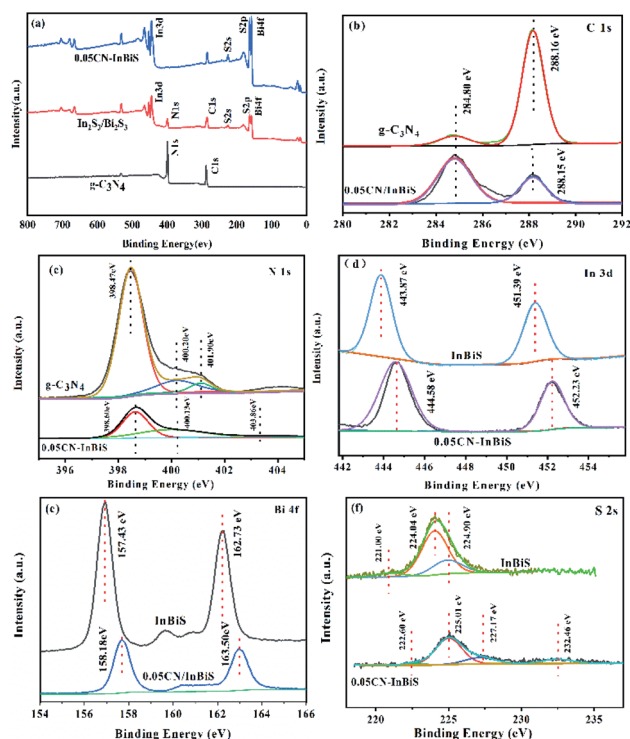 (a)
In3d
S2p
S2s
Bi4f
0.05CN-InBiS
In3d
N1s
C1s
S2s
S2p
Bi4f
In₂S₃/Bi₂S₃
N1s
C1s
g-C₃N₄
Intensity(a.u.)
800 700 600 500 400 300 200 100 0
Binding Energy(ev)
(b)
C 1s
284.80 eV
288.16 eV
g-C₃N₄
0.05CN/InBiS
288.15 eV
Intensity (a.u.)
280 282 284 286 288 290 292
Binding Energy (eV)
(c)
N 1s
398.47eV
400.20eV
401.90eV
g-C₃N₄
398.60eV
400.13eV
403.86eV
0.05CN-InBiS
Intensity (a.u.)
396 398 400 402 404
Binding Energy (eV)
(d)
In 3d
443.87 eV
451.39 eV
InBiS
444.58 eV
452.23 eV
0.05CN-InBiS
Intensity(a.u.)
442 444 446 450 452 454
Binding Energy (eV)
(e)
Bi 4f
157.43 eV
162.73 eV
InBiS
158.18eV
163.50eV
0.05CN/InBiS
Intensity (a.u.)
154 156 157 160 162 164 166
Binding Energy (eV)
(f)
S 2s
221.00 eV
224.04 eV
224.90 eV
InBiS
222.60 eV
225.01 eV
227.17 eV
232.46 eV
0.05CN-InBiS
Intensity (a.u.)
220 225 230 235
Binding Energy (eV)